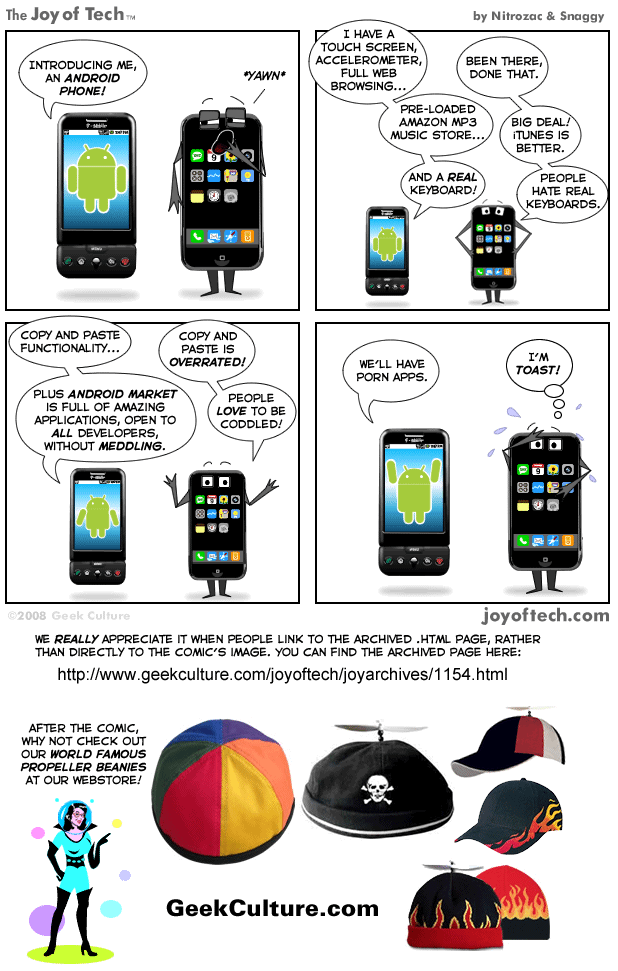 The Joy of Tech™
by Nitrozac & Snaggy
INTRODUCING ME,
AN ANDROID
PHONE!
*YAWN*
T-Mobile
I HAVE A
TOUCH SCREEN,
ACCELEROMETER,
FULL WEB
BROWSING...
BEEN THERE,
DONE THAT.
PRE-LOADED
AMAZON MP3
MUSIC STORE...
BIG DEAL!
iTUNES IS
BETTER.
AND A REAL
KEYBOARD!
PEOPLE
HATE REAL
KEYBOARDS.
COPY AND PASTE
FUNCTIONALITY...
COPY AND
PASTE IS
OVERRATED!
PLUS ANDROID MARKET
IS FULL OF AMAZING
APPLICATIONS, OPEN TO
ALL DEVELOPERS,
WITHOUT MEDDLING.
PEOPLE
LOVE TO BE
CODDLED!
WE'LL HAVE
PORN APPS.
I'M
TOAST!
T-Mobile
©2008 Geek Culture
joyoftech.com
WE REALLY APPRECIATE IT WHEN PEOPLE LINK TO THE ARCHIVED .HTML PAGE, RATHER
THAN DIRECTLY TO THE COMIC'S IMAGE. YOU CAN FIND THE ARCHIVED PAGE HERE:
http://www.geekculture.com/joyoftech/joyarchives/1154.html
AFTER THE COMIC,
WHY NOT CHECK OUT
OUR WORLD FAMOUS
PROPELLER BEANIES
AT OUR WEBSTORE!
GeekCulture.com